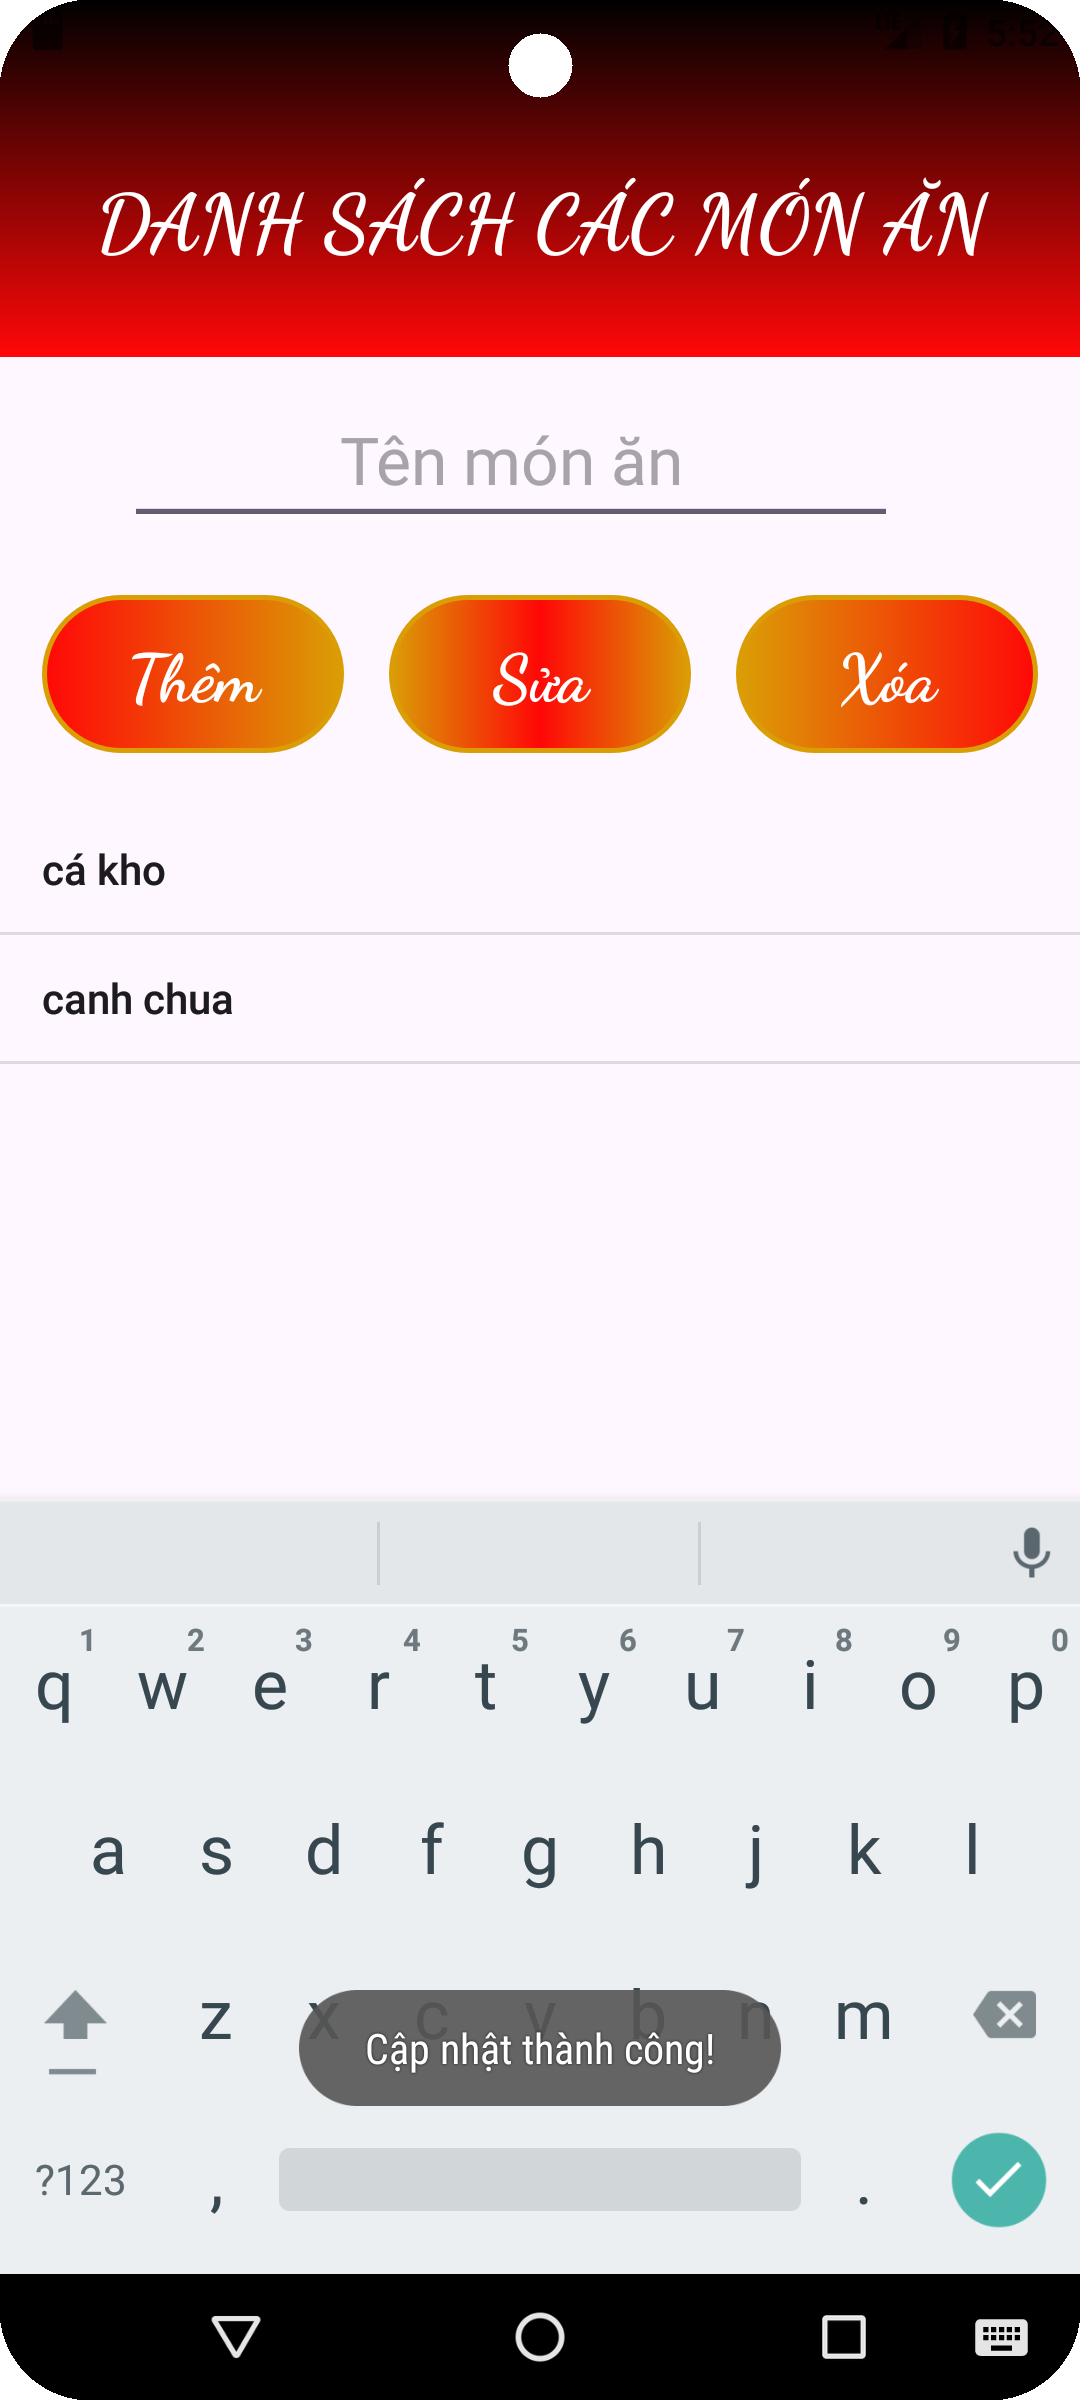 LTE 5:52
DANH SÁCH CÁC MÓN ĂN
Tên món ăn
Thêm Sửa Xóa
cá kho
canh chua
1 2 3 4 5 6 7 8 9 0
q w e r t y u i o p
a s d f g h j k l
z x c v b n m
Cập nhật thành công!
?123 , .